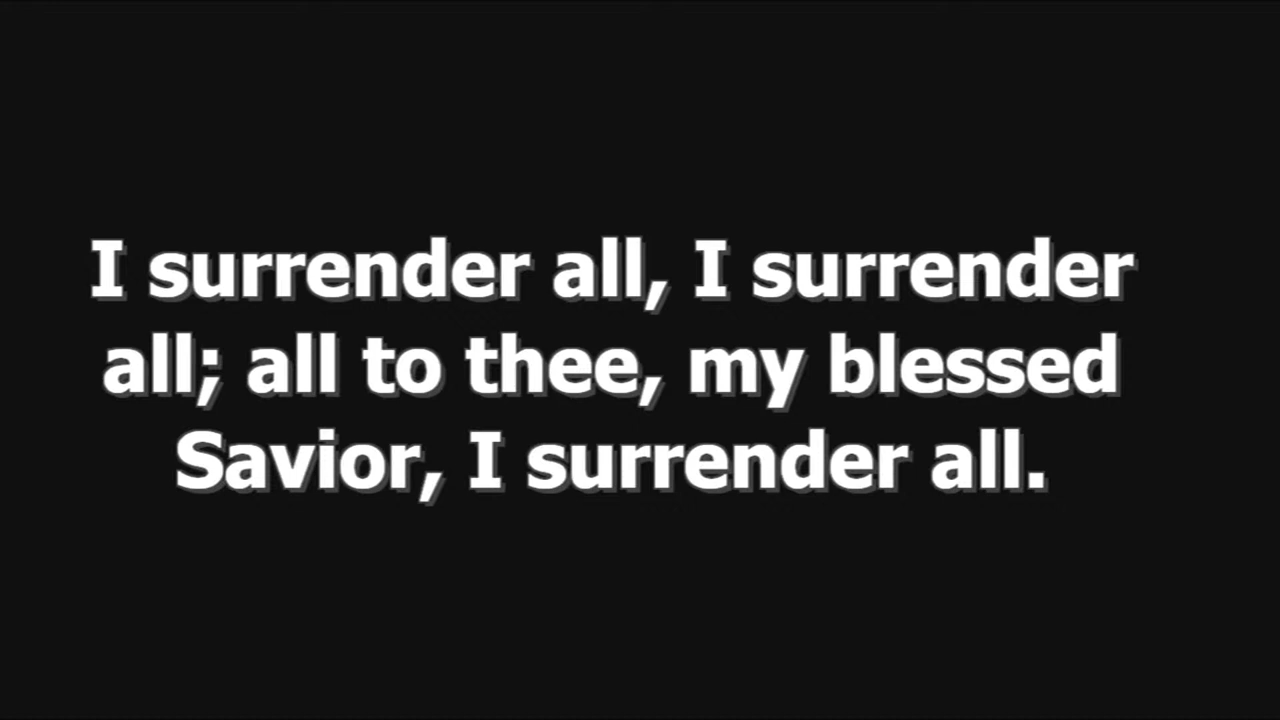 I surrender all, I surrender
all; all to thee, my blessed
Savior, I surrender all.